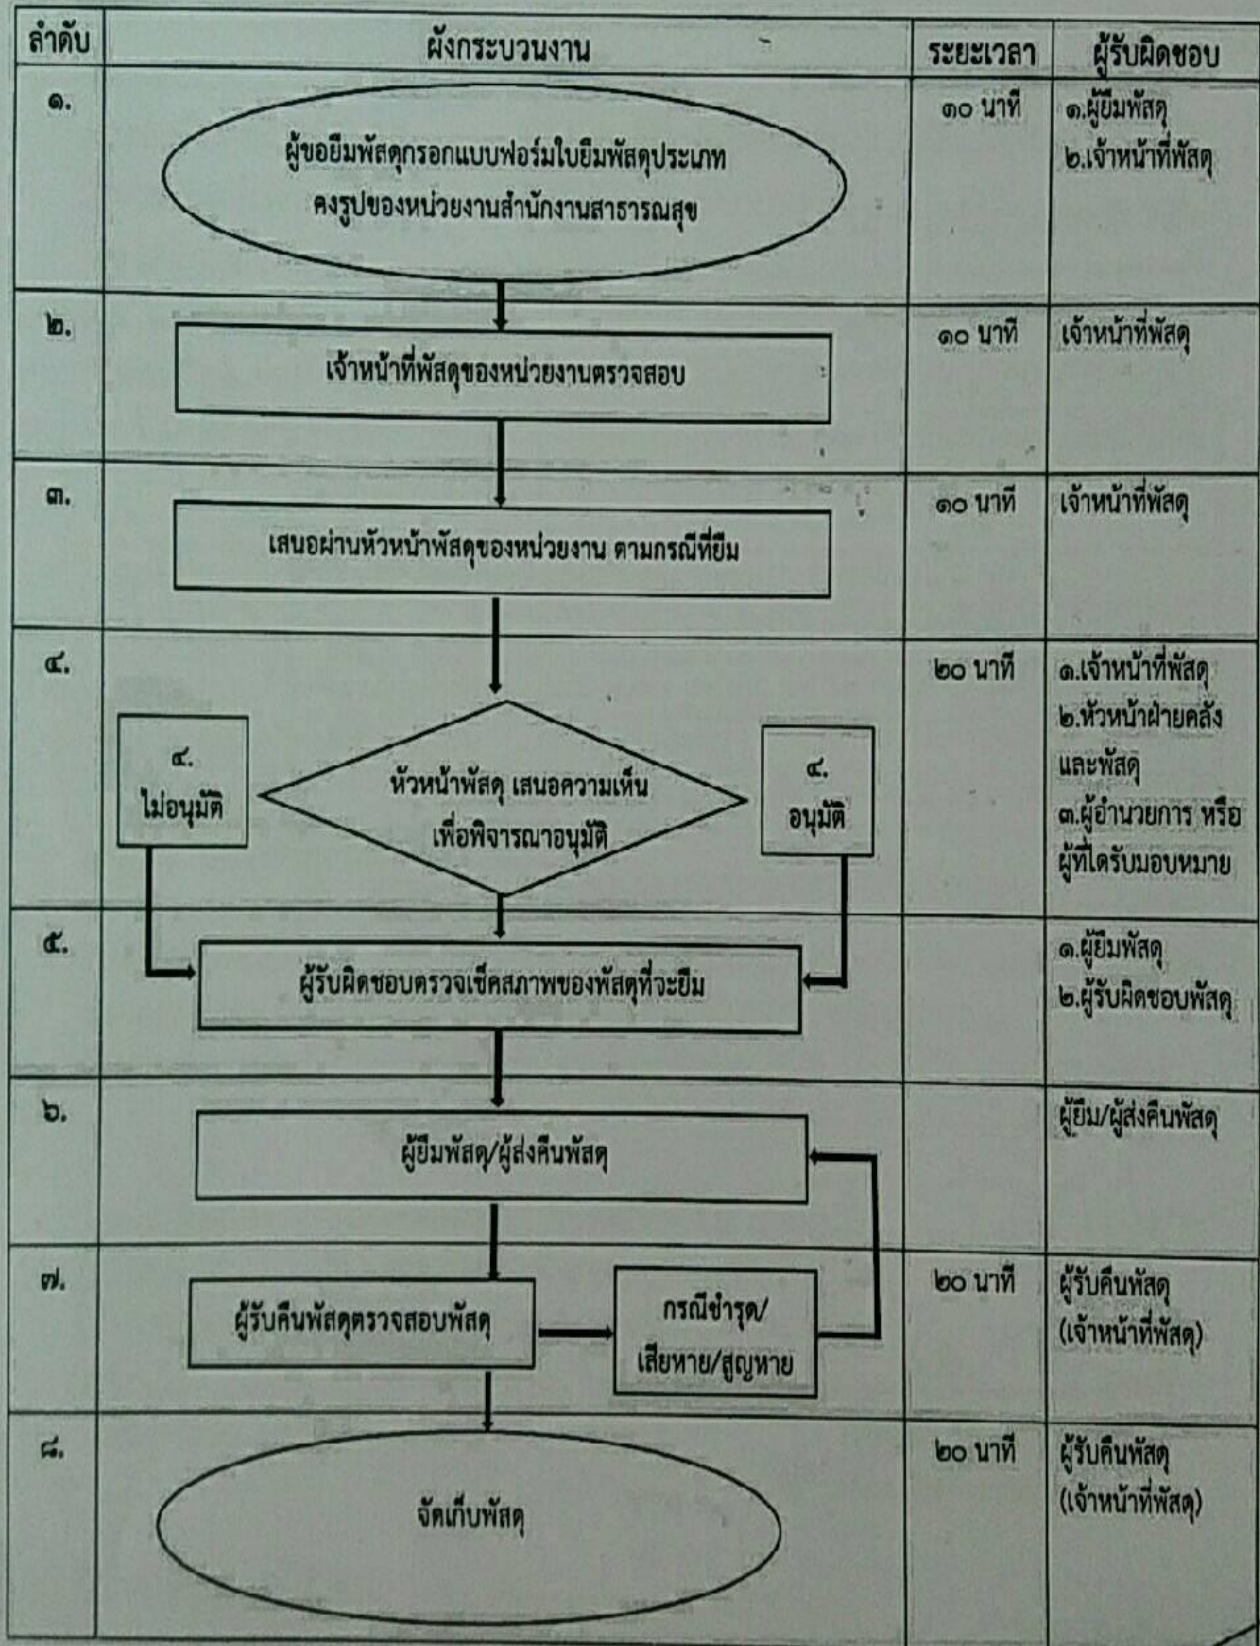 ลำดับ
ผังกระบวนงาน
ระยะเวลา
ผู้รับผิดชอบ
๑.
ผู้ขอยืมพัสดุกรอกแบบฟอร์มใบยืมพัสดุประเภท
คงรูปของหน่วยงานสำนักงานสาธารณสุข
๑๐ นาที
๑.ผู้ยืมพัสดุ
๒.เจ้าหน้าที่พัสดุ
๒.
เจ้าหน้าที่พัสดุของหน่วยงานตรวจสอบ
๑๐ นาที
เจ้าหน้าที่พัสดุ
๓.
เสนอผ่านหัวหน้าพัสดุของหน่วยงาน ตามกรณีที่ยืม
๑๐ นาที
เจ้าหน้าที่พัสดุ
๔.
๔.
ไม่อนุมัติ
หัวหน้าพัสดุ เสนอความเห็น
เพื่อพิจารณาอนุมัติ
๔.
อนุมัติ
๒๐ นาที
๑.เจ้าหน้าที่พัสดุ
๒.หัวหน้าฝ่ายคลัง
และพัสดุ
๓.ผู้อำนวยการ หรือ
ผู้ที่ได้รับมอบหมาย
๕.
ผู้รับผิดชอบตรวจเช็คสภาพของพัสดุที่จะยืม
๑.ผู้ยืมพัสดุ
๒.ผู้รับผิดชอบพัสดุ
๖.
ผู้ยืมพัสดุ/ผู้ส่งคืนพัสดุ
ผู้ยืม/ผู้ส่งคืนพัสดุ
๗.
ผู้รับคืนพัสดุตรวจสอบพัสดุ
กรณีชำรุด/
เสียหาย/สูญหาย
๒๐ นาที
ผู้รับคืนพัสดุ
(เจ้าหน้าที่พัสดุ)
๘.
จัดเก็บพัสดุ
๒๐ นาที
ผู้รับคืนพัสดุ
(เจ้าหน้าที่พัสดุ)